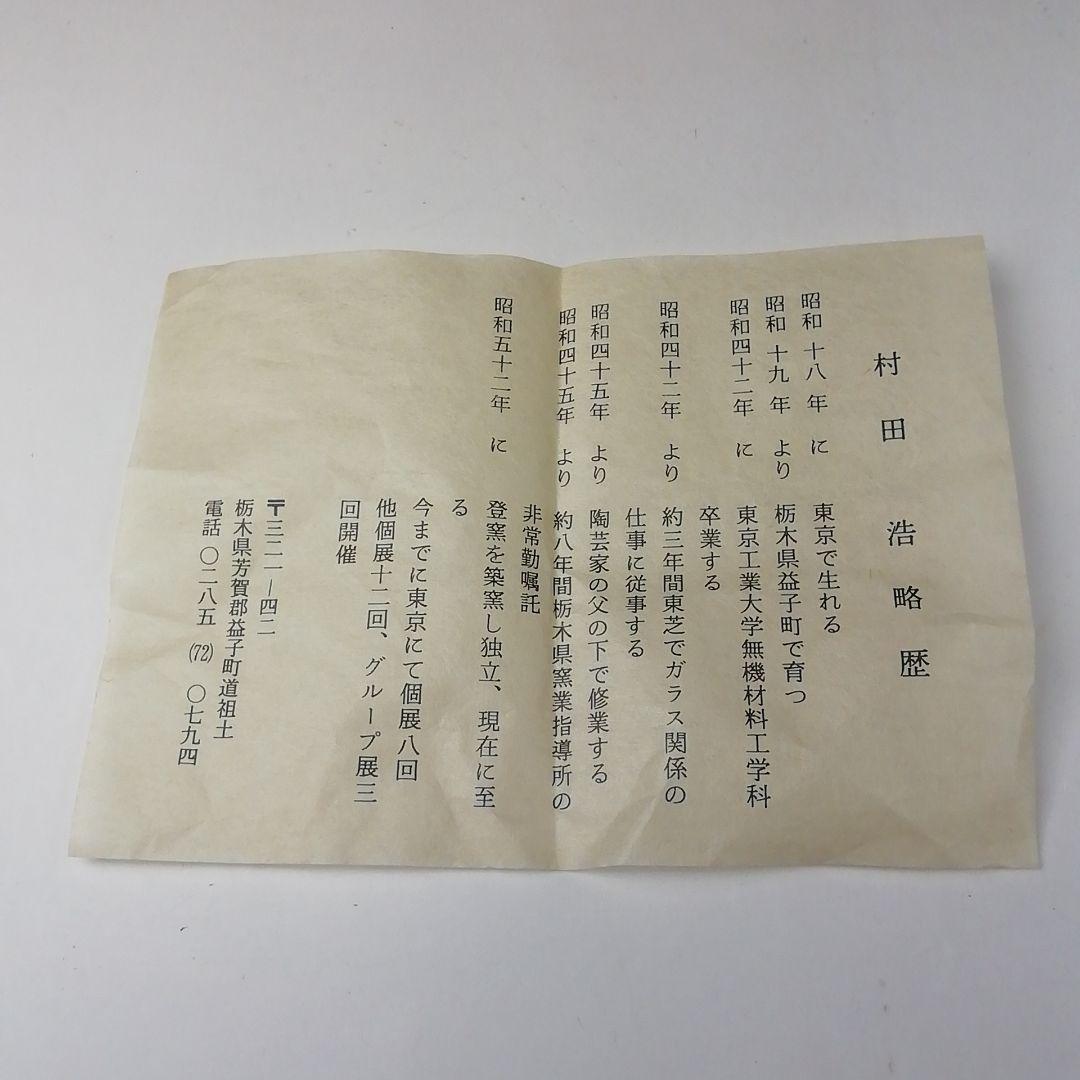 村田浩略歴
昭和十八年に 東京で生れる
昭和十九年より 栃木県益子町で育つ
昭和四十二年に 東京工業大学無機材料工学科
卒業する
昭和四十二年より 約三年間東芝でガラス関係の
仕事に従事する
昭和四十五年より 陶芸家の父の下で修業する
昭和四十五年より 約八年間栃木県窯業指導所の
非常勤嘱託
昭和五十二年に 登窯を築窯し独立、現在に至
る
今までに東京にて個展八回
他個展十二回、グループ展三
回開催
〒三二一―四二
栃木県芳賀郡益子町道祖土
電話 〇二八五(72)〇七九四